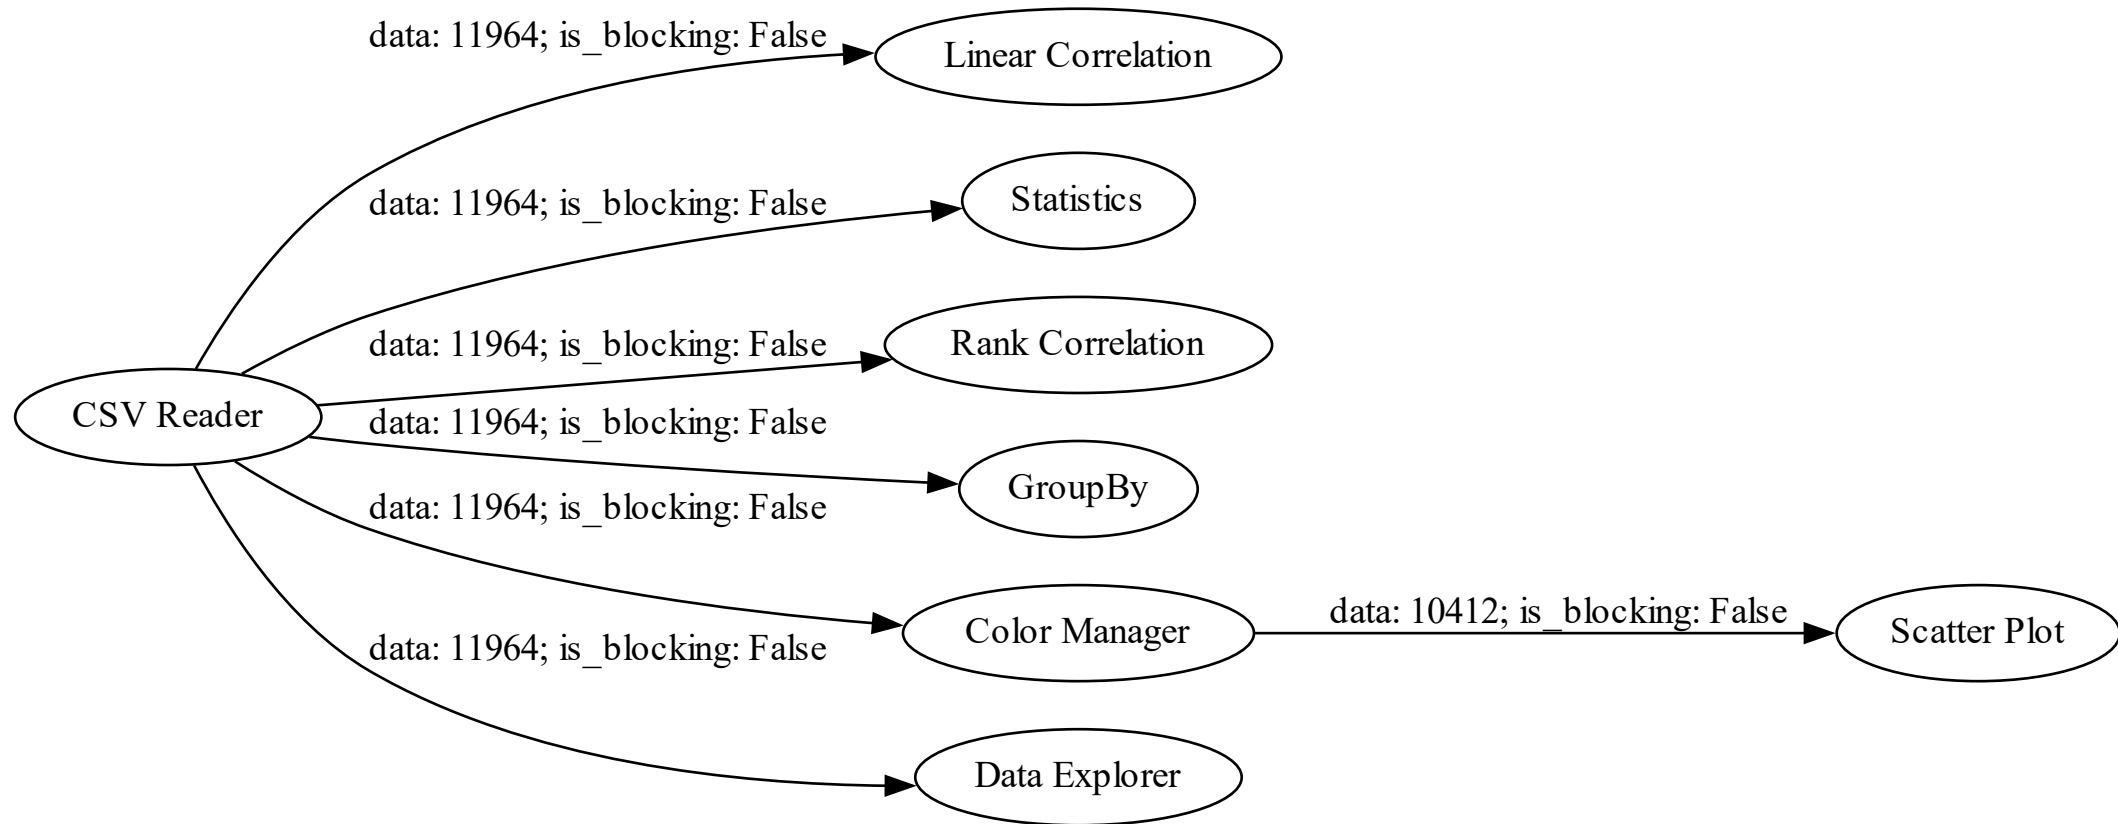 data: 11964; is_blocking: False
Linear Correlation
data: 11964; is_blocking: False
Statistics
data: 11964; is_blocking: False
Rank Correlation
CSV Reader
data: 11964; is_blocking: False
GroupBy
data: 11964; is_blocking: False
Color Manager
data: 10412; is_blocking: False
Scatter Plot
data: 11964; is_blocking: False
Data Explorer